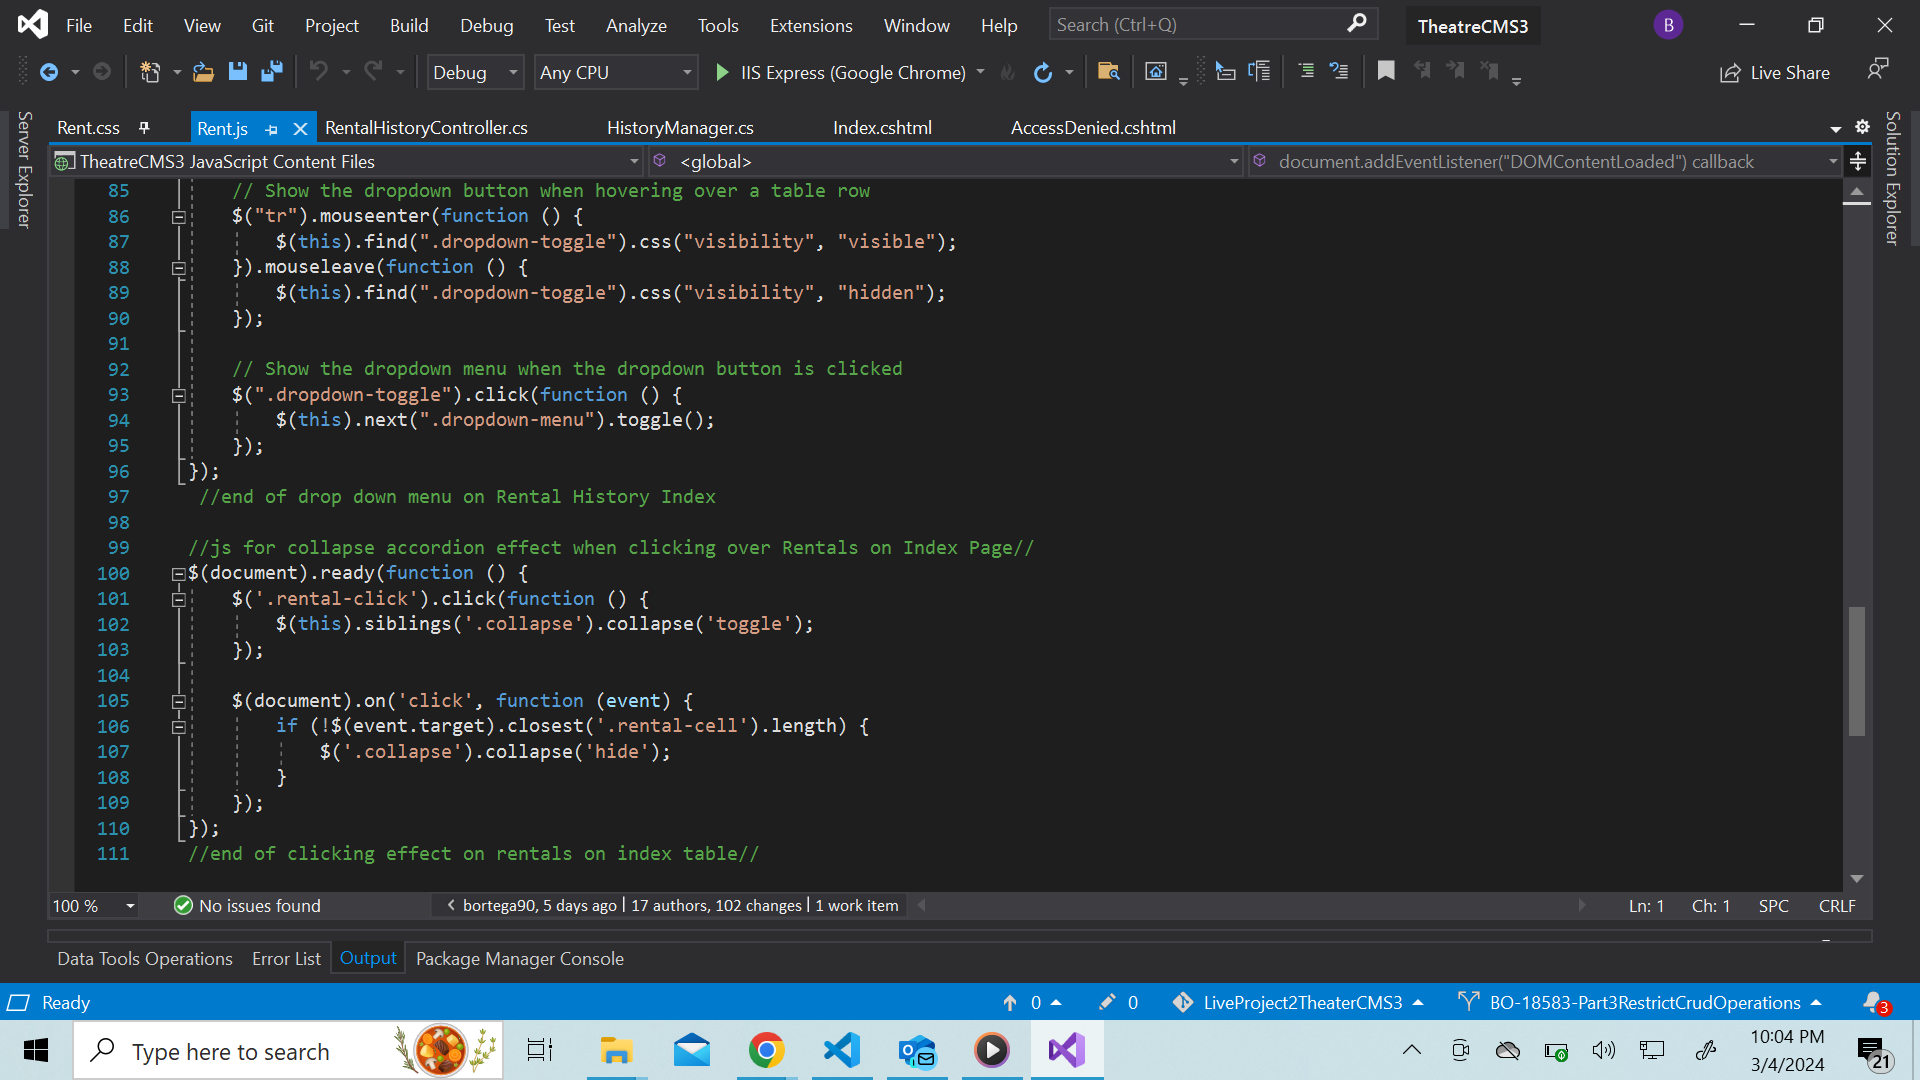 File Edit View Git Project Build Debug Test Analyze Tools Extensions Window Help Search (Ctrl+Q) TheatreCMS3 B
Debug Any CPU IIS Express (Google Chrome) Live Share
Server Explorer
Rent.css Rent.js RentalHistoryController.cs HistoryManager.cs Index.cshtml AccessDenied.cshtml
Solution Explorer
TheatreCMS3 JavaScript Content Files <global> document.addEventListener("DOMContentLoaded") callback
85 // Show the dropdown button when hovering over a table row
86 $("tr").mouseenter(function () {
87 $(this).find(".dropdown-toggle").css("visibility", "visible");
88 }).mouseleave(function () {
89 $(this).find(".dropdown-toggle").css("visibility", "hidden");
90 });
91
92 // Show the dropdown menu when the dropdown button is clicked
93 $(".dropdown-toggle").click(function () {
94 $(this).next(".dropdown-menu").toggle();
95 });
96 });
97 //end of drop down menu on Rental History Index
98
99 //js for collapse accordion effect when clicking over Rentals on Index Page//
100 $(document).ready(function () {
101 $('.rental-click').click(function () {
102 $(this).siblings('.collapse').collapse('toggle');
103 });
104
105 $(document).on('click', function (event) {
106 if (!$(event.target).closest('.rental-cell').length) {
107 $('.collapse').collapse('hide');
108 }
109 });
110 });
111 //end of clicking effect on rentals on index table//
100 % No issues found bortega90, 5 days ago | 17 authors, 102 changes | 1 work item Ln: 1 Ch: 1 SPC CRLF
Data Tools Operations Error List Output Package Manager Console
Ready 0 0 LiveProject2TheaterCMS3 BO-18583-Part3RestrictCrudOperations 3
Type here to search
10:04 PM
3/4/2024
21